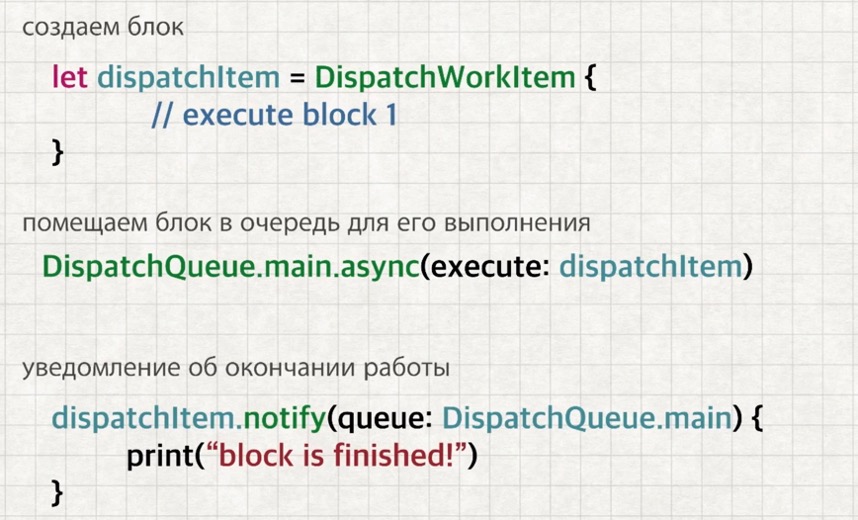 создаем блок
let dispatchItem = DispatchWorkItem {
// execute block 1
}
помещаем блок в очередь для его выполнения
DispatchQueue.main.async(execute: dispatchItem)
уведомление об окончании работы
dispatchItem.notify(queue: DispatchQueue.main) {
print(“block is finished!”)
}